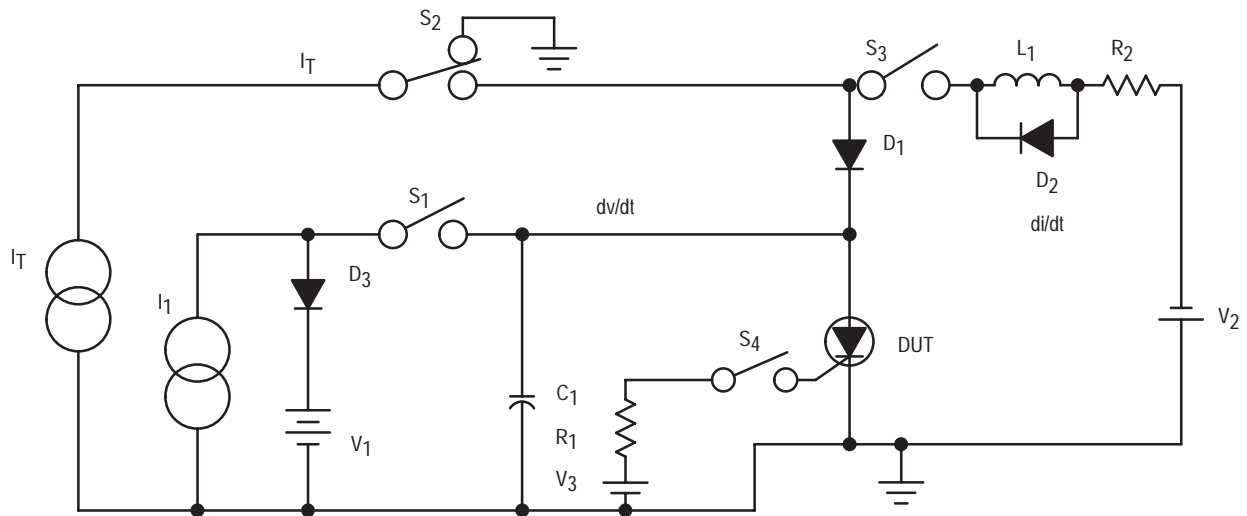 S2
IT
S3
L1
R2
D1
D2
di/dt
S1
dv/dt
IT
D3
I1
V2
S4
DUT
C1
R1
V1
V3